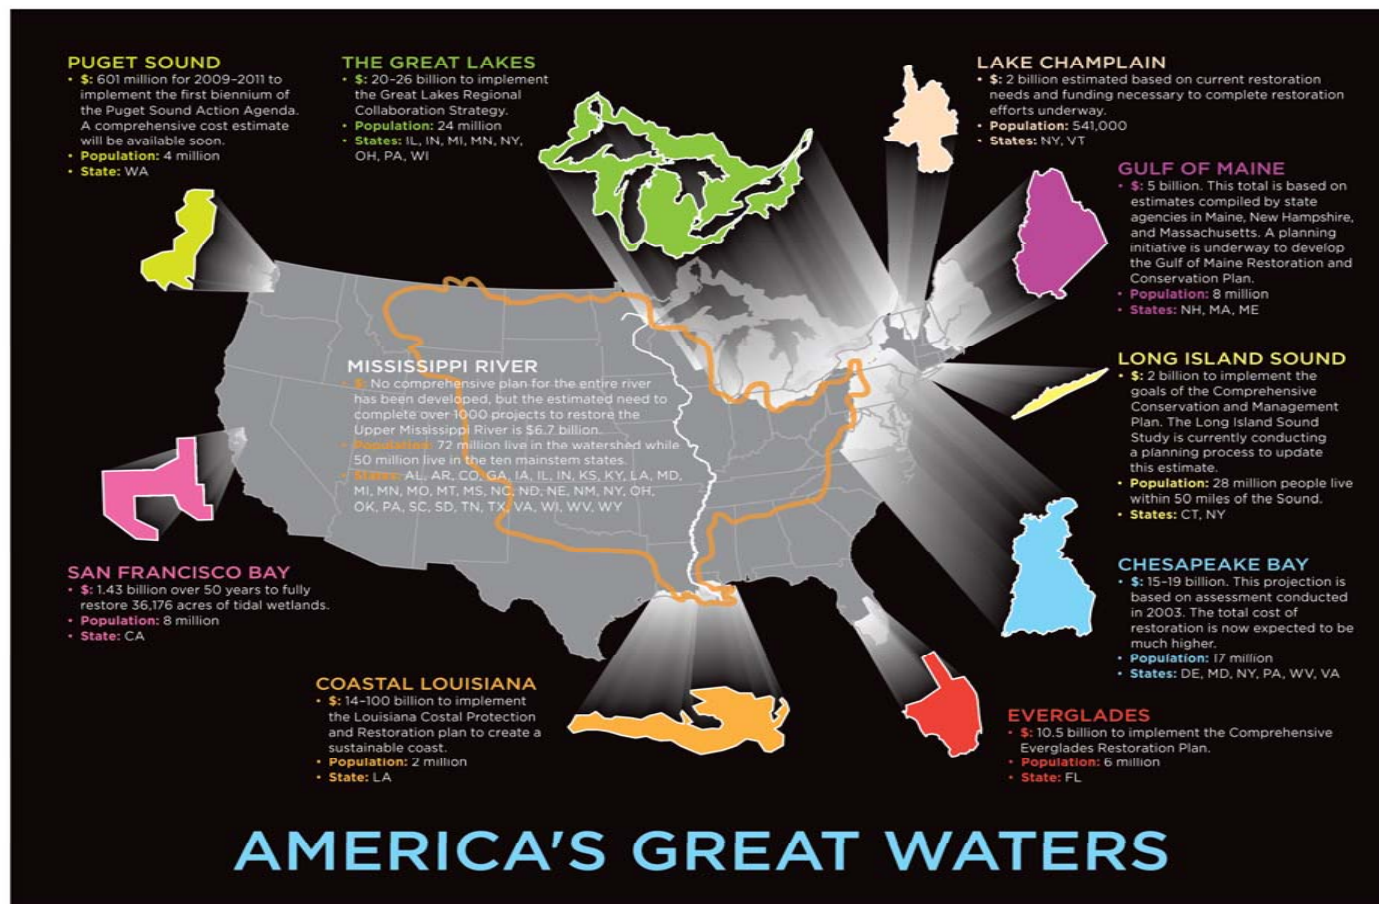 PUGET SOUND
• $: 601 million for 2009–2011 to
implement the first biennium of
the Puget Sound Action Agenda.
A comprehensive cost estimate
will be available soon.
• Population: 4 million
• State: WA
THE GREAT LAKES
• $: 20–26 billion to implement
the Great Lakes Regional
Collaboration Strategy.
• Population: 24 million
• States: IL, IN, MI, MN, NY,
OH, PA, WI
LAKE CHAMPLAIN
• $: 2 billion estimated based on current restoration
needs and funding necessary to complete restoration
efforts underway.
• Population: 541,000
• States: NY, VT
GULF OF MAINE
• $: 5 billion. This total is based on
estimates compiled by state
agencies in Maine, New Hampshire,
and Massachusetts. A planning
initiative is underway to develop
the Gulf of Maine Restoration and
Conservation Plan.
• Population: 8 million
• States: NH, MA, ME
MISSISSIPPI RIVER
• $: No comprehensive plan for the entire river
has been developed, but the estimated need to
complete over 1000 projects to restore the
Upper Mississippi River is $6.7 billion.
• Population: 72 million live in the watershed while
50 million live in the ten mainstem states.
• States: AL, AR, CO, GA, IA, IL, IN, KS, KY, LA, MD,
MI, MN, MO, MT, MS, NC, ND, NE, NM, NY, OH,
OK, PA, SC, SD, TN, TX, VA, WI, WV, WY
LONG ISLAND SOUND
• $: 2 billion to implement the
goals of the Comprehensive
Conservation and Management
Plan. The Long Island Sound
Study is currently conducting
a planning process to update
this estimate.
• Population: 28 million people live
within 50 miles of the Sound.
• States: CT, NY
SAN FRANCISCO BAY
• $: 1.43 billion over 50 years to fully
restore 36,176 acres of tidal wetlands.
• Population: 8 million
• State: CA
CHESAPEAKE BAY
• $: 15–19 billion. This projection is
based on assessment conducted
in 2003. The total cost of
restoration is now expected to be
much higher.
• Population: 17 million
• States: DE, MD, NY, PA, WV, VA
COASTAL LOUISIANA
• $: 14–100 billion to implement
the Louisiana Costal Protection
and Restoration plan to create a
sustainable coast.
• Population: 2 million
• State: LA
EVERGLADES
• $: 10.5 billion to implement the Comprehensive
Everglades Restoration Plan.
• Population: 6 million
• State: FL
AMERICA'S GREAT WATERS